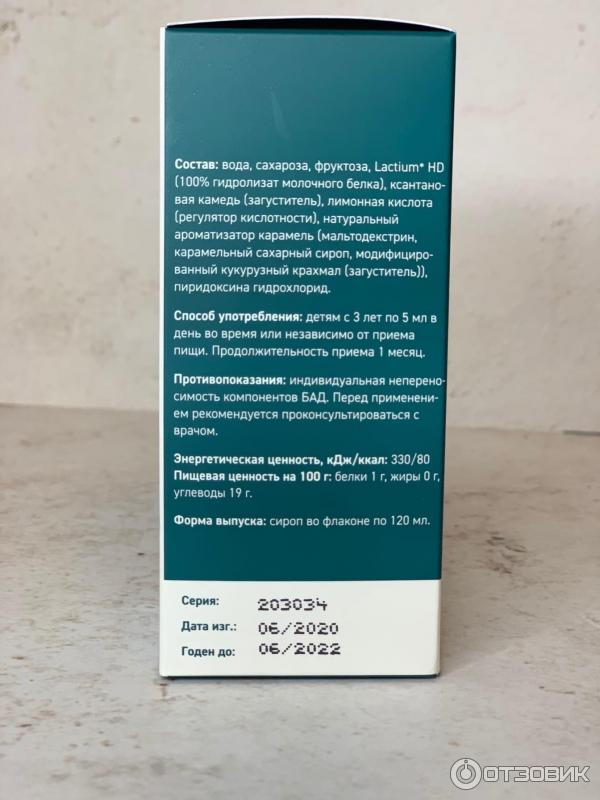 Состав: вода, сахароза, фруктоза, Lactium* HD
(100% гидролизат молочного белка), ксантано-
вая камедь (загуститель), лимонная кислота
(регулятор кислотности), натуральный
ароматизатор карамель (мальтодекстрин,
карамельный сахарный сироп, модифициро-
ванный кукурузный крахмал (загуститель)),
пиридоксина гидрохлорид.
Способ употребления: детям с 3 лет по 5 мл в
день во время или независимо от приема
пищи. Продолжительность приема 1 месяц.
Противопоказания: индивидуальная неперено-
симость компонентов БАД. Перед применени-
ем рекомендуется проконсультироваться с
врачом.
Энергетическая ценность, кДж/ккал: 330/80
Пищевая ценность на 100 г: белки 1 г, жиры 0 г,
углеводы 19 г.
Форма выпуска: сироп во флаконе по 120 мл.
Серия: 203034
Дата изг.: 06/2020
Годен до: 06/2022
ОТЗОВИК